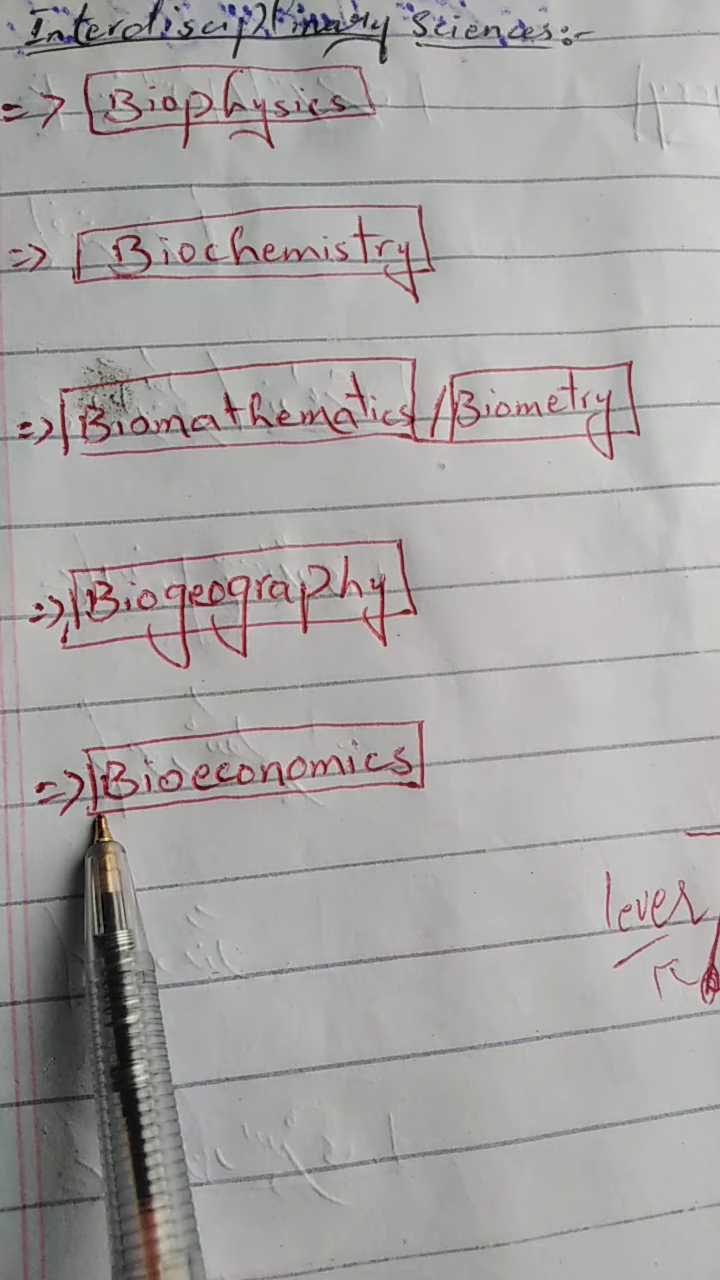 Interdisciplinary Sciences:-
=> Biophysics
=> Biochemistry
=> Biomathematics / Biometry
=> Biogeography
=> Bioeconomics
lever